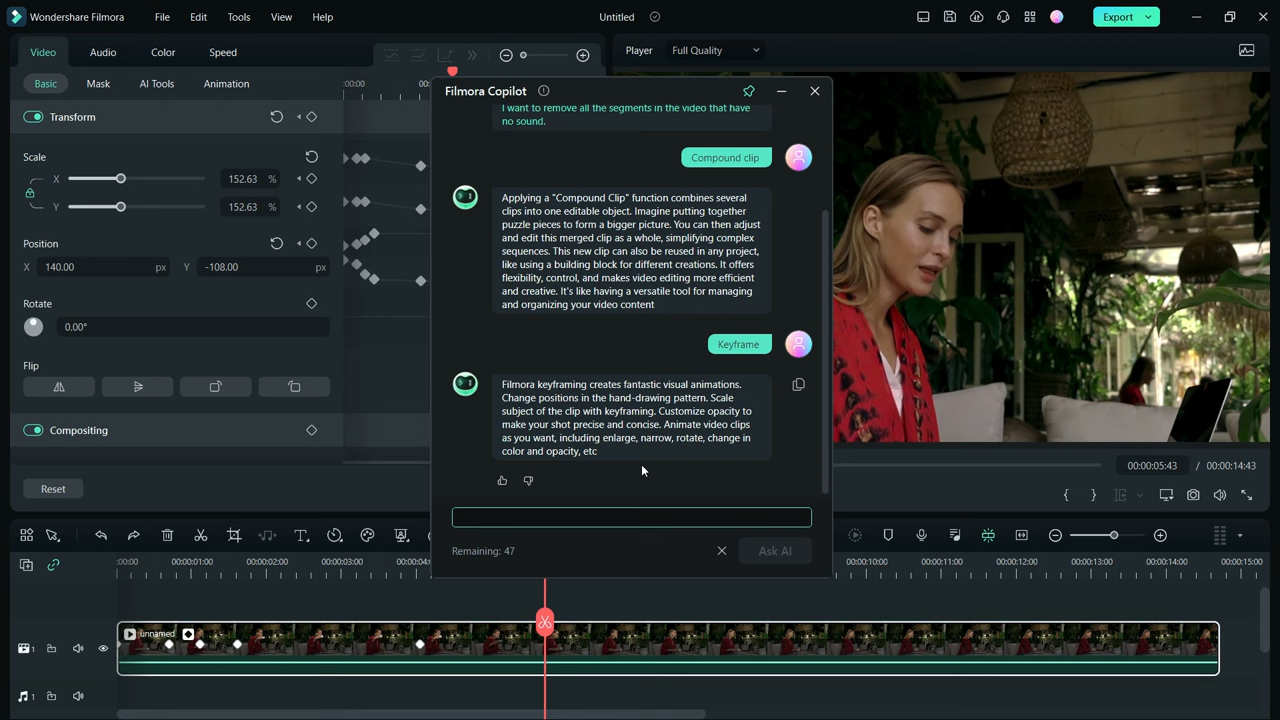 Wondershare Filmora
File
Edit
Tools
View
Help
Untitled
Export
Video
Audio
Color
Speed
Player
Full Quality
Basic
Mask
AI Tools
Animation
:00:00
00:
Transform
Scale
X
152.63
%
Y
152.63
%
Position
X
140.00
px
Y
-108.00
px
Rotate
0.00°
Flip
Compositing
Reset
Filmora Copilot
I want to remove all the segments in the video that have
no sound.
Compound clip
Applying a "Compound Clip" function combines several
clips into one editable object. Imagine putting together
puzzle pieces to form a bigger picture. You can then adjust
and edit this merged clip as a whole, simplifying complex
sequences. This new clip can also be reused in any project,
like using a building block for different creations. It offers
flexibility, control, and makes video editing more efficient
and creative. It's like having a versatile tool for managing
and organizing your video content
Keyframe
Filmora keyframing creates fantastic visual animations.
Change positions in the hand-drawing pattern. Scale
subject of the clip with keyframing. Customize opacity to
make your shot precise and concise. Animate video clips
as you want, including enlarge, narrow, rotate, change in
color and opacity, etc
Remaining: 47
Ask AI
00:00:05:43
/
00:00:14:43
:00:00
00:00:01:00
00:00:02:00
00:00:03:00
00:00:04:0
00:00:10:00
00:00:11:00
00:00:12:00
00:00:13:00
00:00:14:00
00:00:15:00
unnamed
1
1